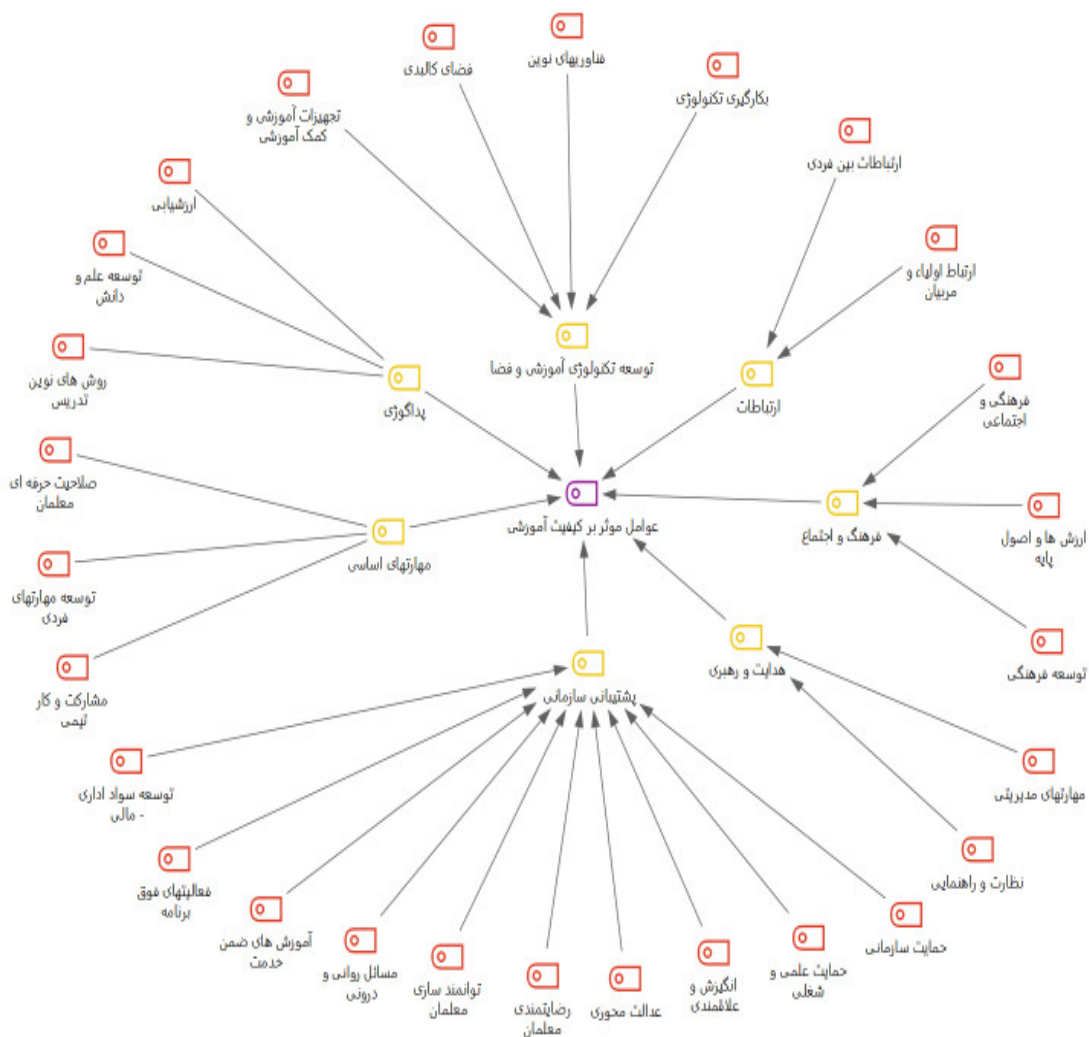 فناوریهای نوین
فضای کالبدی
بکارگیری تکنولوژی
تجهیزات آموزشی و
کمک آموزشی
ارتباطات بین فردی
ارزشیابی
ارتباط اولیاء و
مربیان
توسعه علم و
دانش
توسعه تکنولوژی آموزشی و فضا
روش های نوین
تدریس
پداگوژی
ارتباطات
فرهنگی و
اجتماعی
صلاحیت حرفه ای
معلمان
عوامل موثر بر کیفیت آموزشی
فرهنگ و اجتماع
ارزش ها و اصول
پایه
مهارتهای اساسی
توسعه مهارتهای
فردی
هدایت و رهبری
توسعه فرهنگی
مشارکت و کار
تیمی
پشتیبانی سازمانی
توسعه سواد اداری
- مالی
مهارتهای مدیریتی
فعالیتهای فوق
برنامه
نظارت و راهنمایی
آموزش های ضمن
خدمت
حمایت سازمانی
مسائل روانی و
درونی
توانمند سازی
معلمان
رضایتمندی
معلمان
عدالت محوری
انگیزش و
علاقمندی
حمایت علمی و
شغلی